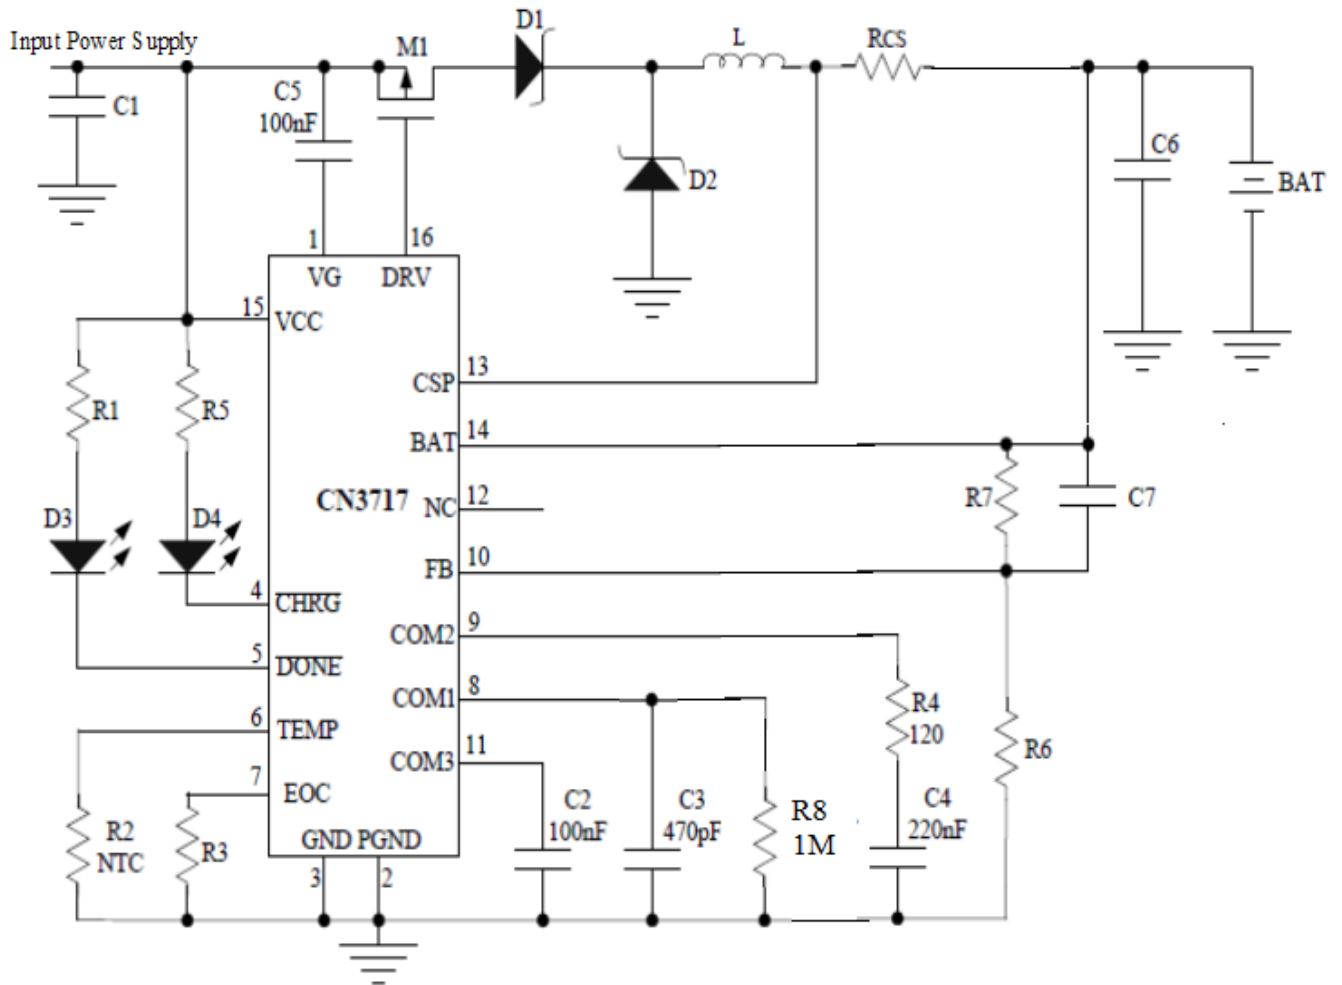 Input Power Supply
C1
C5
100nF
M1
D1
L
RCS
D2
C6
BAT
1
16
VG
DRV
15
VCC
13
CSP
14
BAT
R1
R5
CN3717
12
NC
R7
C7
D3
D4
10
FB
4
CHRG
9
COM2
5
DONE
8
COM1
R4
120
6
TEMP
11
COM3
R6
7
EOC
C2
100nF
C3
470pF
R8
1M
C4
220nF
R2
NTC
R3
GND PGND
3
2